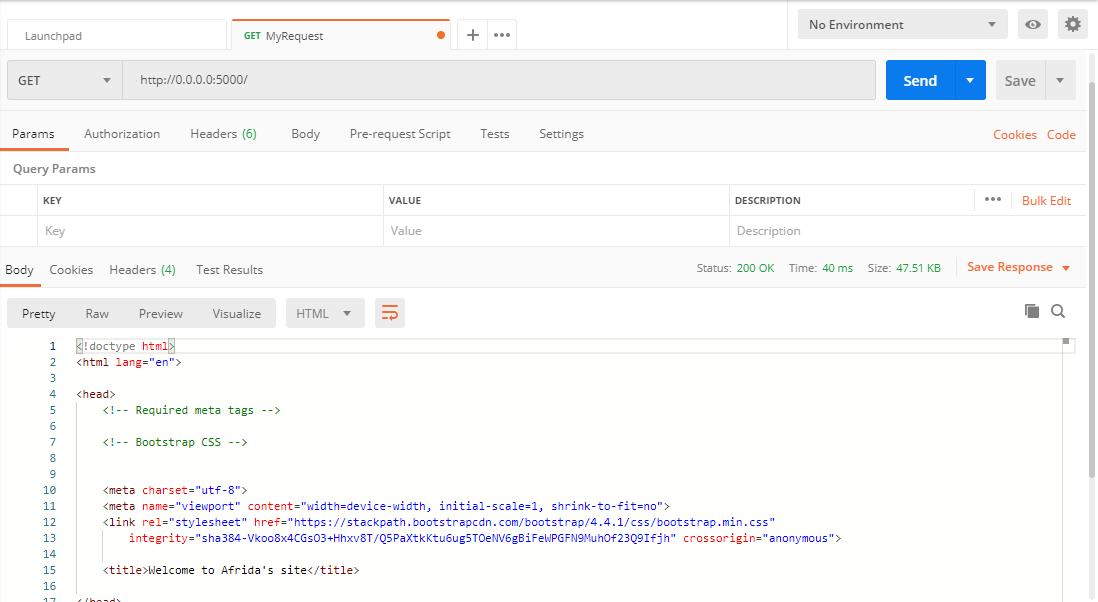 Launchpad GET MyRequest No Environment
GET http://0.0.0.0:5000/ Send Save
Params Authorization Headers (6) Body Pre-request Script Tests Settings Cookies Code
Query Params
KEY VALUE DESCRIPTION Bulk Edit
Key Value Description
Body Cookies Headers (4) Test Results Status: 200 OK Time: 40 ms Size: 47.51 KB Save Response
Pretty Raw Preview Visualize HTML
1 <!doctype html>
2 <html lang="en">
3
4 <head>
5 <!-- Required meta tags -->
6
7 <!-- Bootstrap CSS -->
8
9
10 <meta charset="utf-8">
11 <meta name="viewport" content="width=device-width, initial-scale=1, shrink-to-fit=no">
12 <link rel="stylesheet" href="https://stackpath.bootstrapcdn.com/bootstrap/4.4.1/css/bootstrap.min.css"
13 integrity="sha384-Vkoo8x4CGsO3+Hhxv8T/Q5PaXtkKtu6ug5TOeNV6gBiFeWPGFN9MuhOf23Q9Ifjh" crossorigin="anonymous">
14
15 <title>Welcome to Afrida's site</title>
16
17 </head>